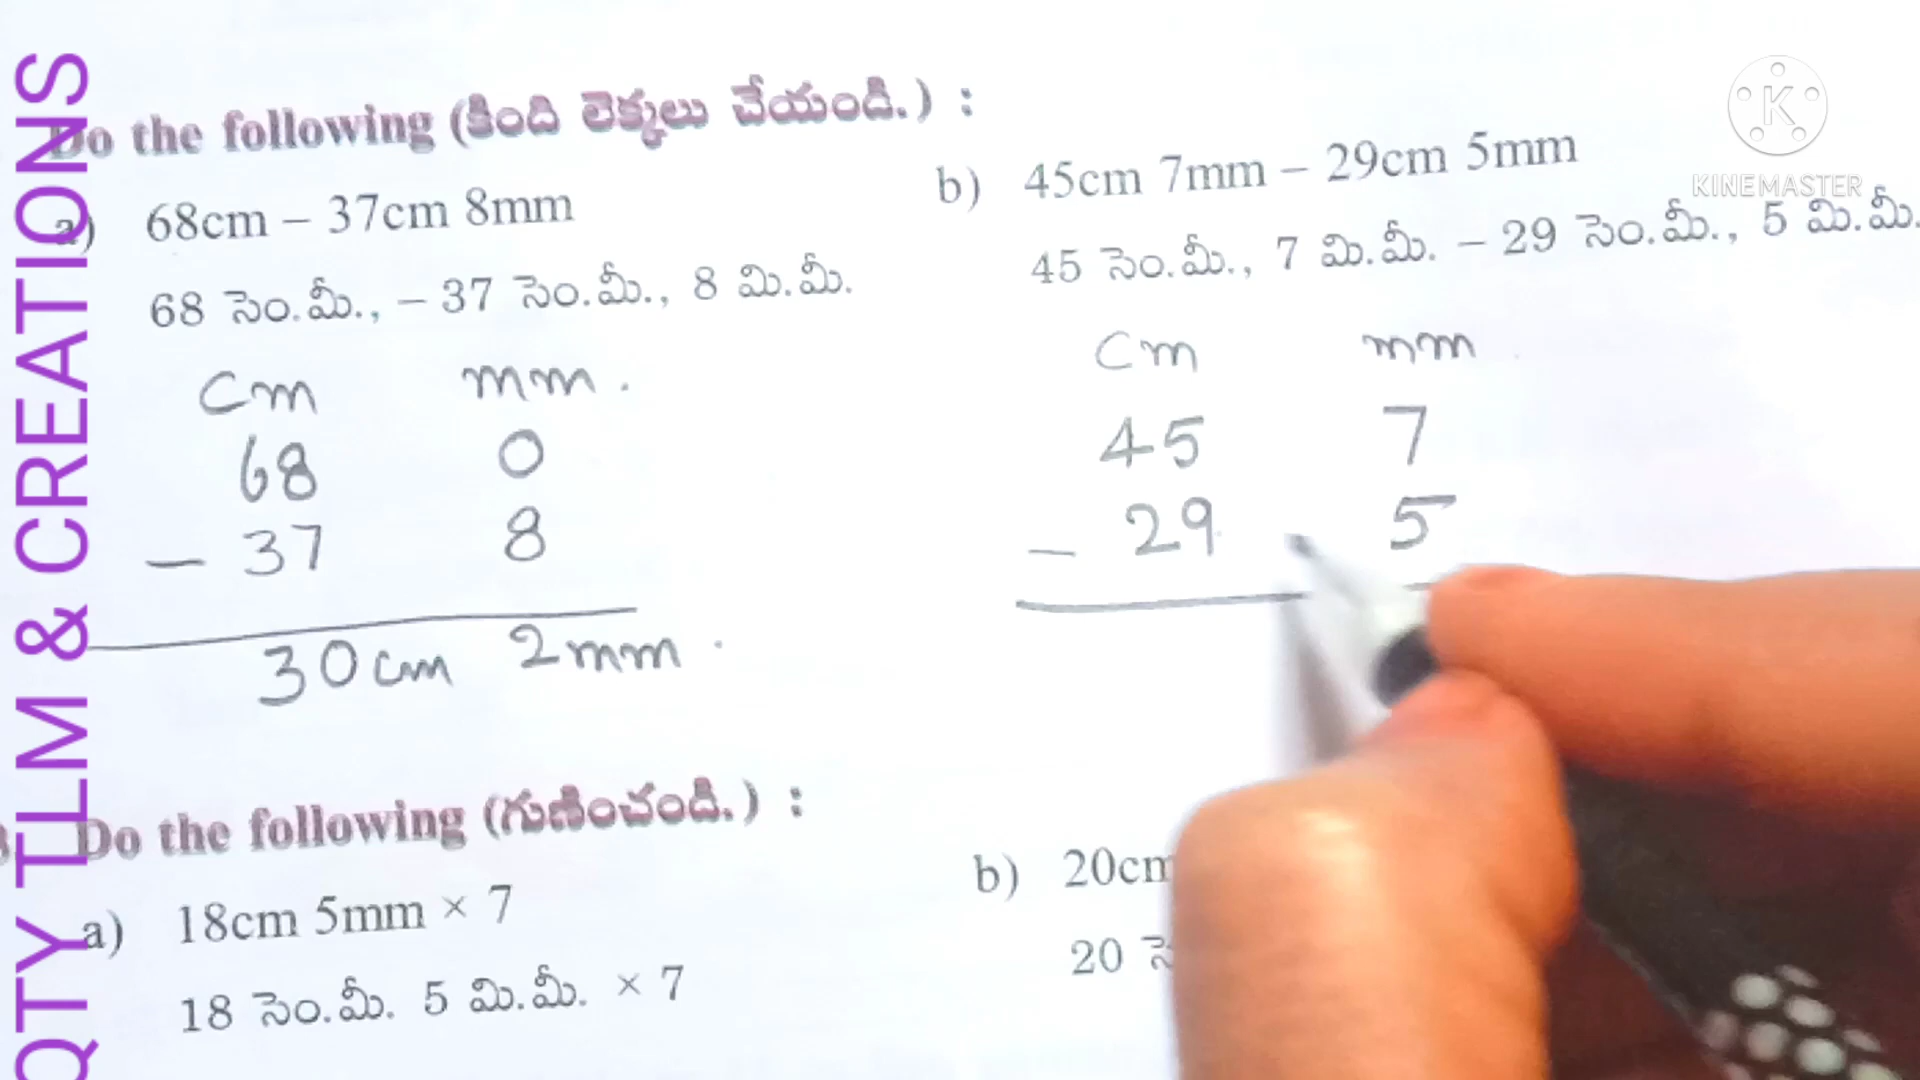 QTY TLM & CREATIONS
KINEMASTER
Do the following (కింది లెక్కలు చేయండి.) :
a) 68cm – 37cm 8mm
68 సెం.మీ., – 37 సెం.మీ., 8 మి.మీ.
cm mm.
68 0
– 37 8
30cm 2mm.
b) 45cm 7mm – 29cm 5mm
45 సెం.మీ., 7 మి.మీ. – 29 సెం.మీ., 5 మి.మీ.
cm mm
45 7
– 29 5
Do the following (గుణించండి.) :
a) 18cm 5mm × 7
18 సెం.మీ. 5 మి.మీ. × 7
b) 20cm
20